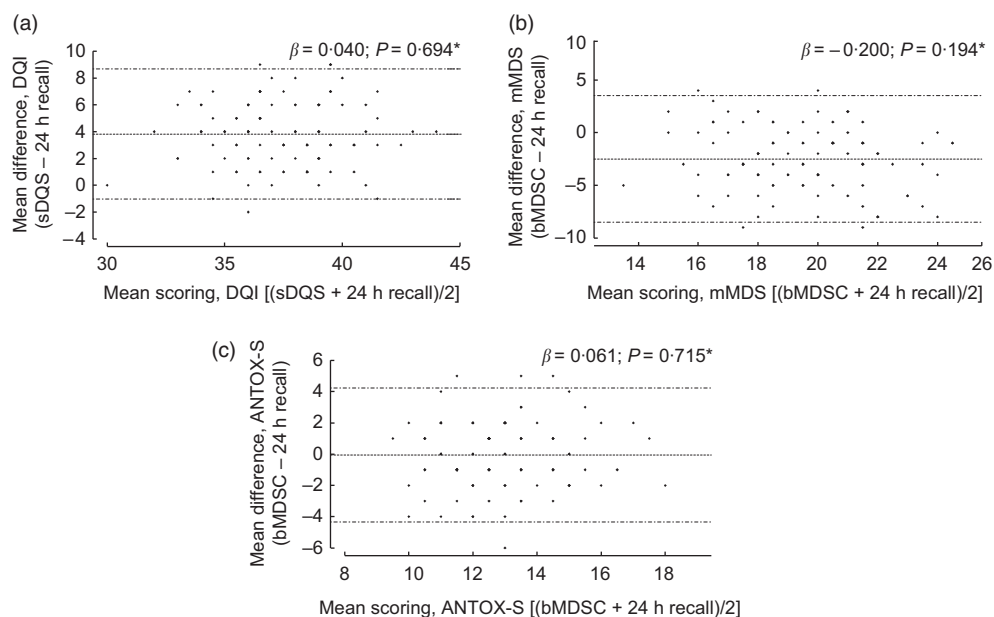 (a)
β = 0·040; P = 0·694*
Mean difference, DQI
(sDQS – 24 h recall)
10
8
6
4
2
0
–2
–4
30
35
40
45
Mean scoring, DQI [(sDQS + 24 h recall)/2]
(b)
β = – 0·200; P = 0·194*
Mean difference, mMDS
(bMDSC – 24 h recall)
10
5
0
–5
–10
14
16
18
20
22
24
26
Mean scoring, mMDS [(bMDSC + 24 h recall)/2]
(c)
β = 0·061; P = 0·715*
Mean difference, ANTOX-S
(bMDSC – 24 h recall)
6
4
2
0
–2
–4
–6
8
10
12
14
16
18
Mean scoring, ANTOX-S [(bMDSC + 24 h recall)/2]